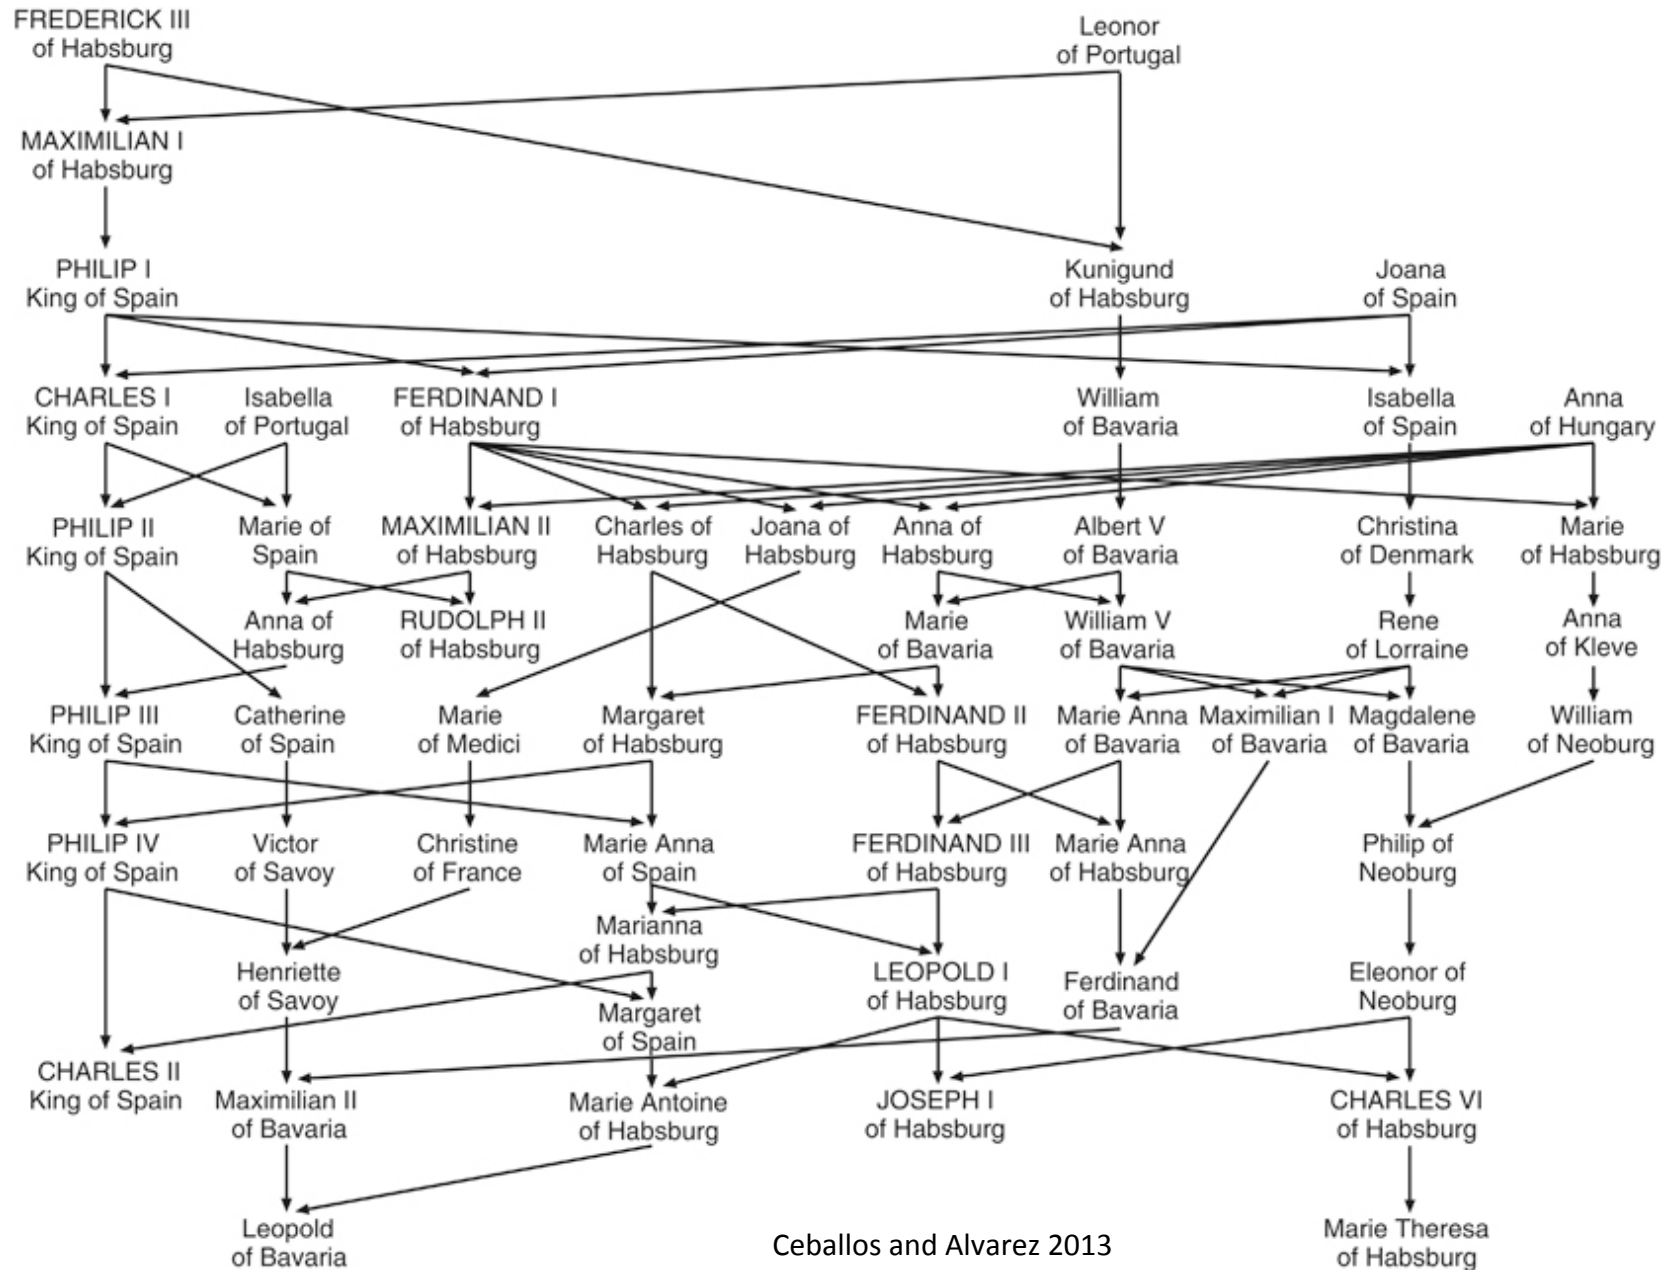 FREDERICK III
of Habsburg
Leonor
of Portugal
MAXIMILIAN I
of Habsburg
PHILIP I
King of Spain
Kunigund
of Habsburg
Joana
of Spain
CHARLES I
King of Spain
Isabella
of Portugal
FERDINAND I
of Habsburg
William
of Bavaria
Isabella
of Spain
Anna
of Hungary
PHILIP II
King of Spain
Marie of
Spain
MAXIMILIAN II
of Habsburg
Charles of
Habsburg
Joana of
Habsburg
Anna of
Habsburg
Albert V
of Bavaria
Christina
of Denmark
Marie
of Habsburg
Anna of
Habsburg
RUDOLPH II
of Habsburg
Marie
of Bavaria
William V
of Bavaria
Rene
of Lorraine
Anna
of Kleve
PHILIP III
King of Spain
Catherine
of Spain
Marie
of Medici
Margaret
of Habsburg
FERDINAND II
of Habsburg
Marie Anna
of Bavaria
Maximilian I
of Bavaria
Magdalene
of Bavaria
William
of Neoburg
PHILIP IV
King of Spain
Victor
of Savoy
Christine
of France
Marie Anna
of Spain
FERDINAND III
of Habsburg
Marie Anna
of Habsburg
Philip of
Neoburg
Marianna
of Habsburg
Henriette
of Savoy
LEOPOLD I
of Habsburg
Ferdinand
of Bavaria
Eleonor of
Neoburg
Margaret
of Spain
CHARLES II
King of Spain
Maximilian II
of Bavaria
Marie Antoine
of Habsburg
JOSEPH I
of Habsburg
CHARLES VI
of Habsburg
Leopold
of Bavaria
Ceballos and Alvarez 2013
Marie Theresa
of Habsburg